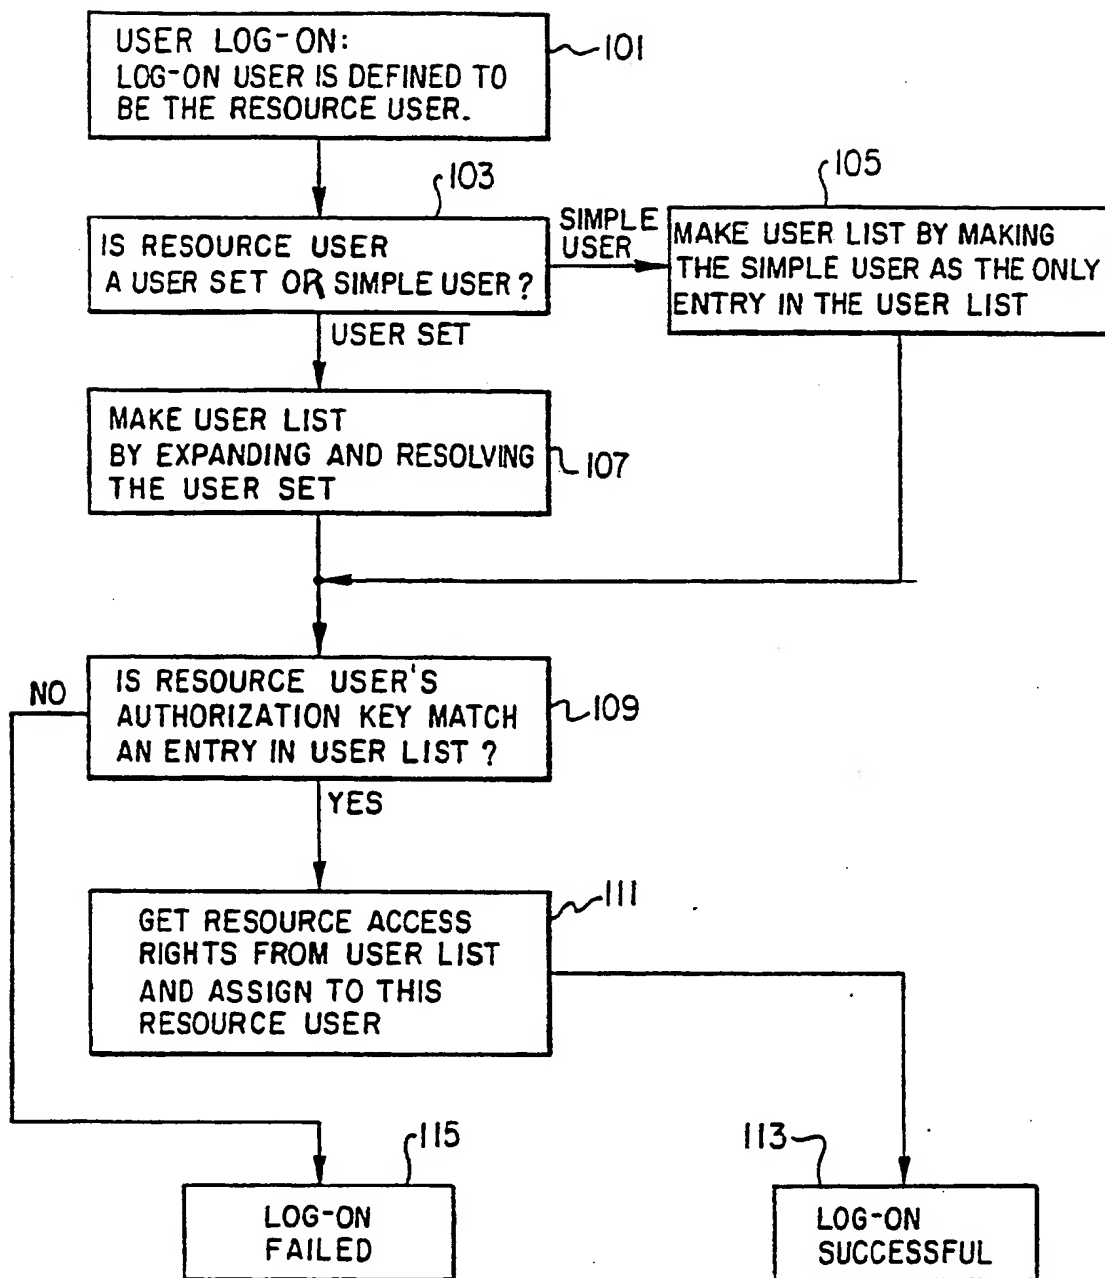 USER LOG-ON:
LOG-ON USER IS DEFINED TO
BE THE RESOURCE USER.
101
103
IS RESOURCE USER
A USER SET OR SIMPLE USER?
SIMPLE
USER
105
MAKE USER LIST BY MAKING
THE SIMPLE USER AS THE ONLY
ENTRY IN THE USER LIST
USER SET
MAKE USER LIST
BY EXPANDING AND RESOLVING
THE USER SET
107
NO
IS RESOURCE USER'S
AUTHORIZATION KEY MATCH
AN ENTRY IN USER LIST?
109
YES
111
GET RESOURCE ACCESS
RIGHTS FROM USER LIST
AND ASSIGN TO THIS
RESOURCE USER
115
LOG-ON
FAILED
113
LOG-ON
SUCCESSFUL